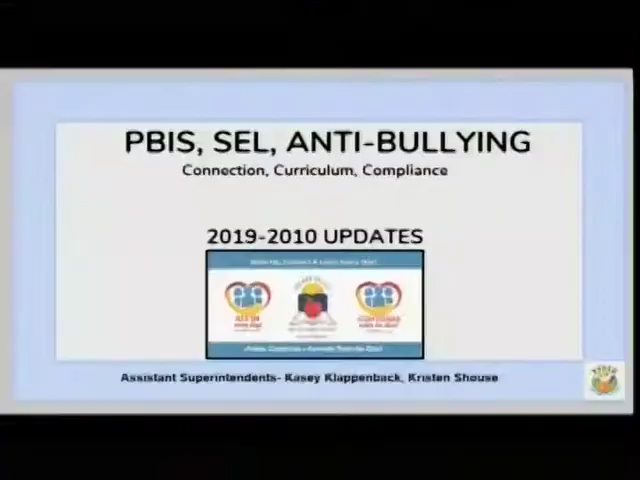 PBIS, SEL, ANTI-BULLYING
Connection, Curriculum, Compliance
2019-2010 UPDATES
Assistant Superintendents- Kasey Klappenback, Kristen Shouse